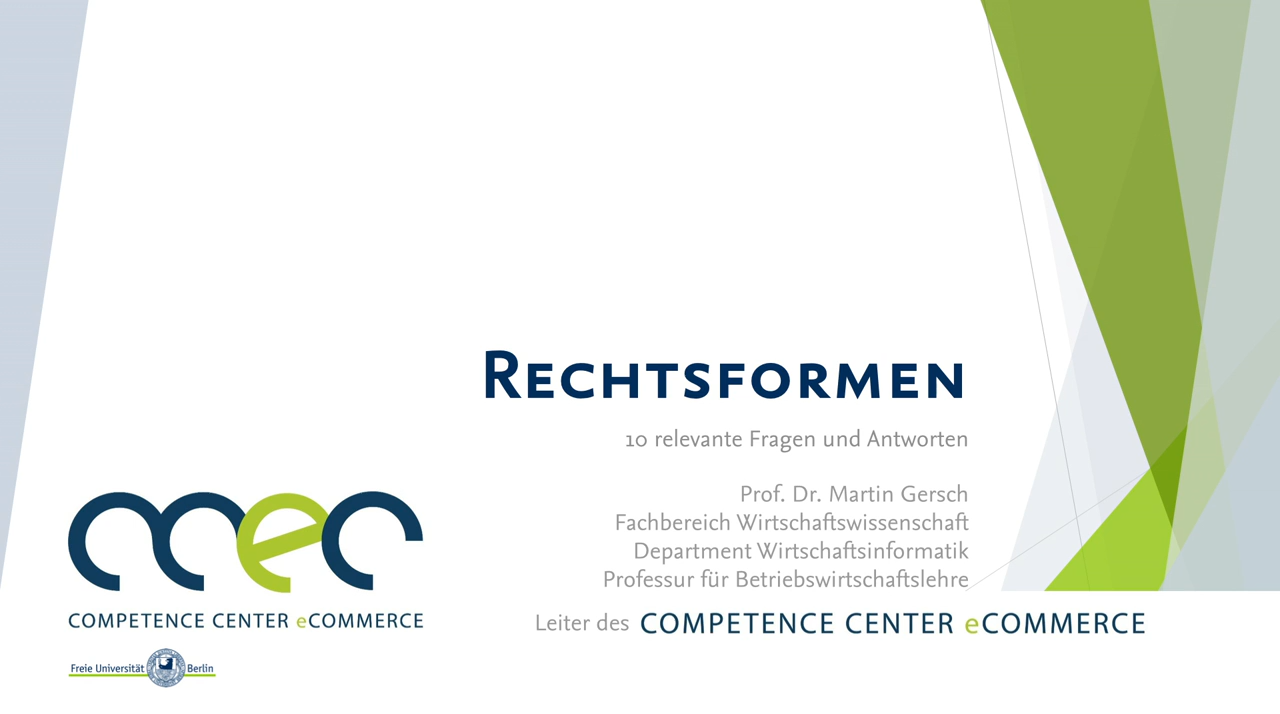 Rechtsformen
10 relevante Fragen und Antworten
Prof. Dr. Martin Gersch
Fachbereich Wirtschaftswissenschaft
Department Wirtschaftsinformatik
Professur für Betriebswirtschaftslehre
Leiter des COMPETENCE CENTER eCOMMERCE
ccec
COMPETENCE CENTER eCOMMERCE
Freie Universität Berlin